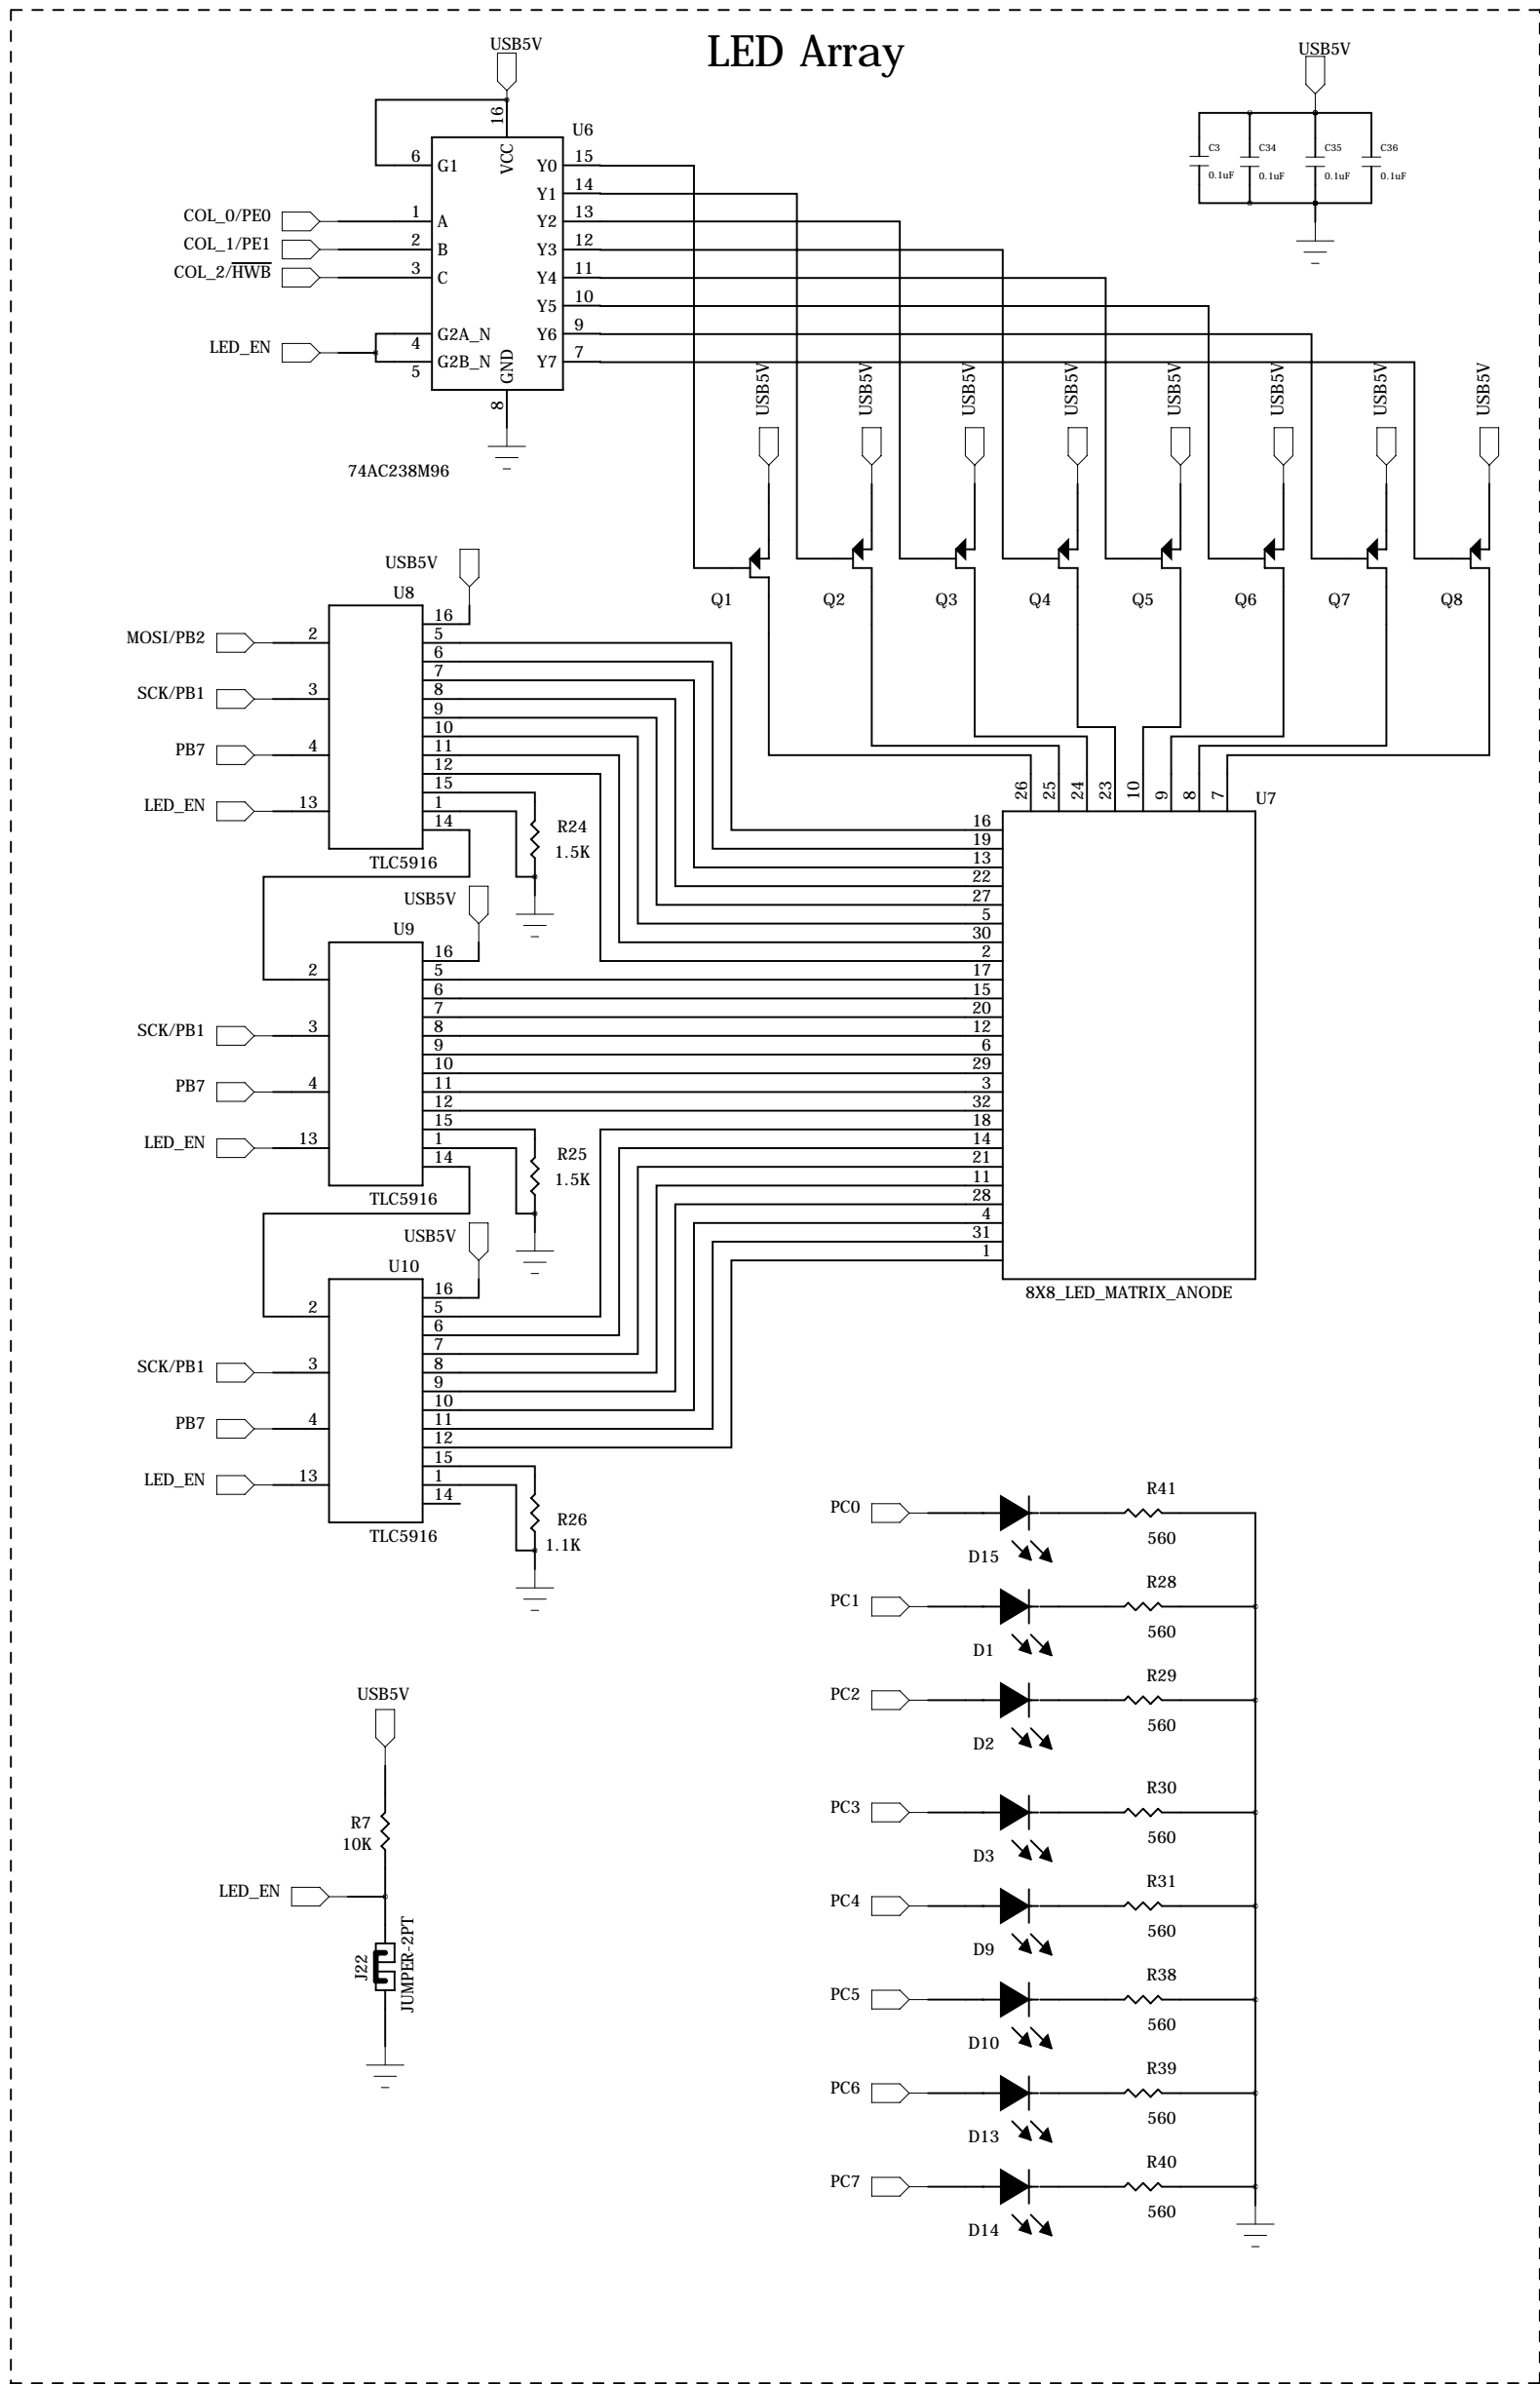 LED Array
USB5V
USB5V
16
U6
VCC
6 G1 Y0 15
Y1 14
COL_0/PE0 1 A Y2 13
COL_1/PE1 2 B Y3 12
COL_2/HWB 3 C Y4 11
Y5 10
LED_EN 4 G2A_N Y6 9
5 G2B_N Y7 7
GND
8
74AC238M96
C3 0.1uF
C34 0.1uF
C35 0.1uF
C36 0.1uF
USB5V USB5V USB5V USB5V USB5V USB5V USB5V USB5V
Q1 Q2 Q3 Q4 Q5 Q6 Q7 Q8
USB5V
U8
16
MOSI/PB2 2
5
6
7
SCK/PB1 3
8
9
10
PB7 4
11
12
15
LED_EN 13
1
14
R24
1.5K
TLC5916
USB5V
U9
16
2
5
6
7
SCK/PB1 3
8
9
10
PB7 4
11
12
15
LED_EN 13
1
14
R25
1.5K
TLC5916
USB5V
U10
16
2
5
6
7
SCK/PB1 3
8
9
10
PB7 4
11
12
15
LED_EN 13
1
14
R26
1.1K
TLC5916
26 25 24 23 10 9 8 7
U7
16
19
13
22
27
5
30
2
17
15
20
12
6
29
3
32
18
14
21
11
28
4
31
1
8X8_LED_MATRIX_ANODE
PC0 D15 R41 560
PC1 D1 R28 560
PC2 D2 R29 560
PC3 D3 R30 560
PC4 D9 R31 560
PC5 D10 R38 560
PC6 D13 R39 560
PC7 D14 R40 560
USB5V
R7
10K
LED_EN
J22
JUMPER-2PT